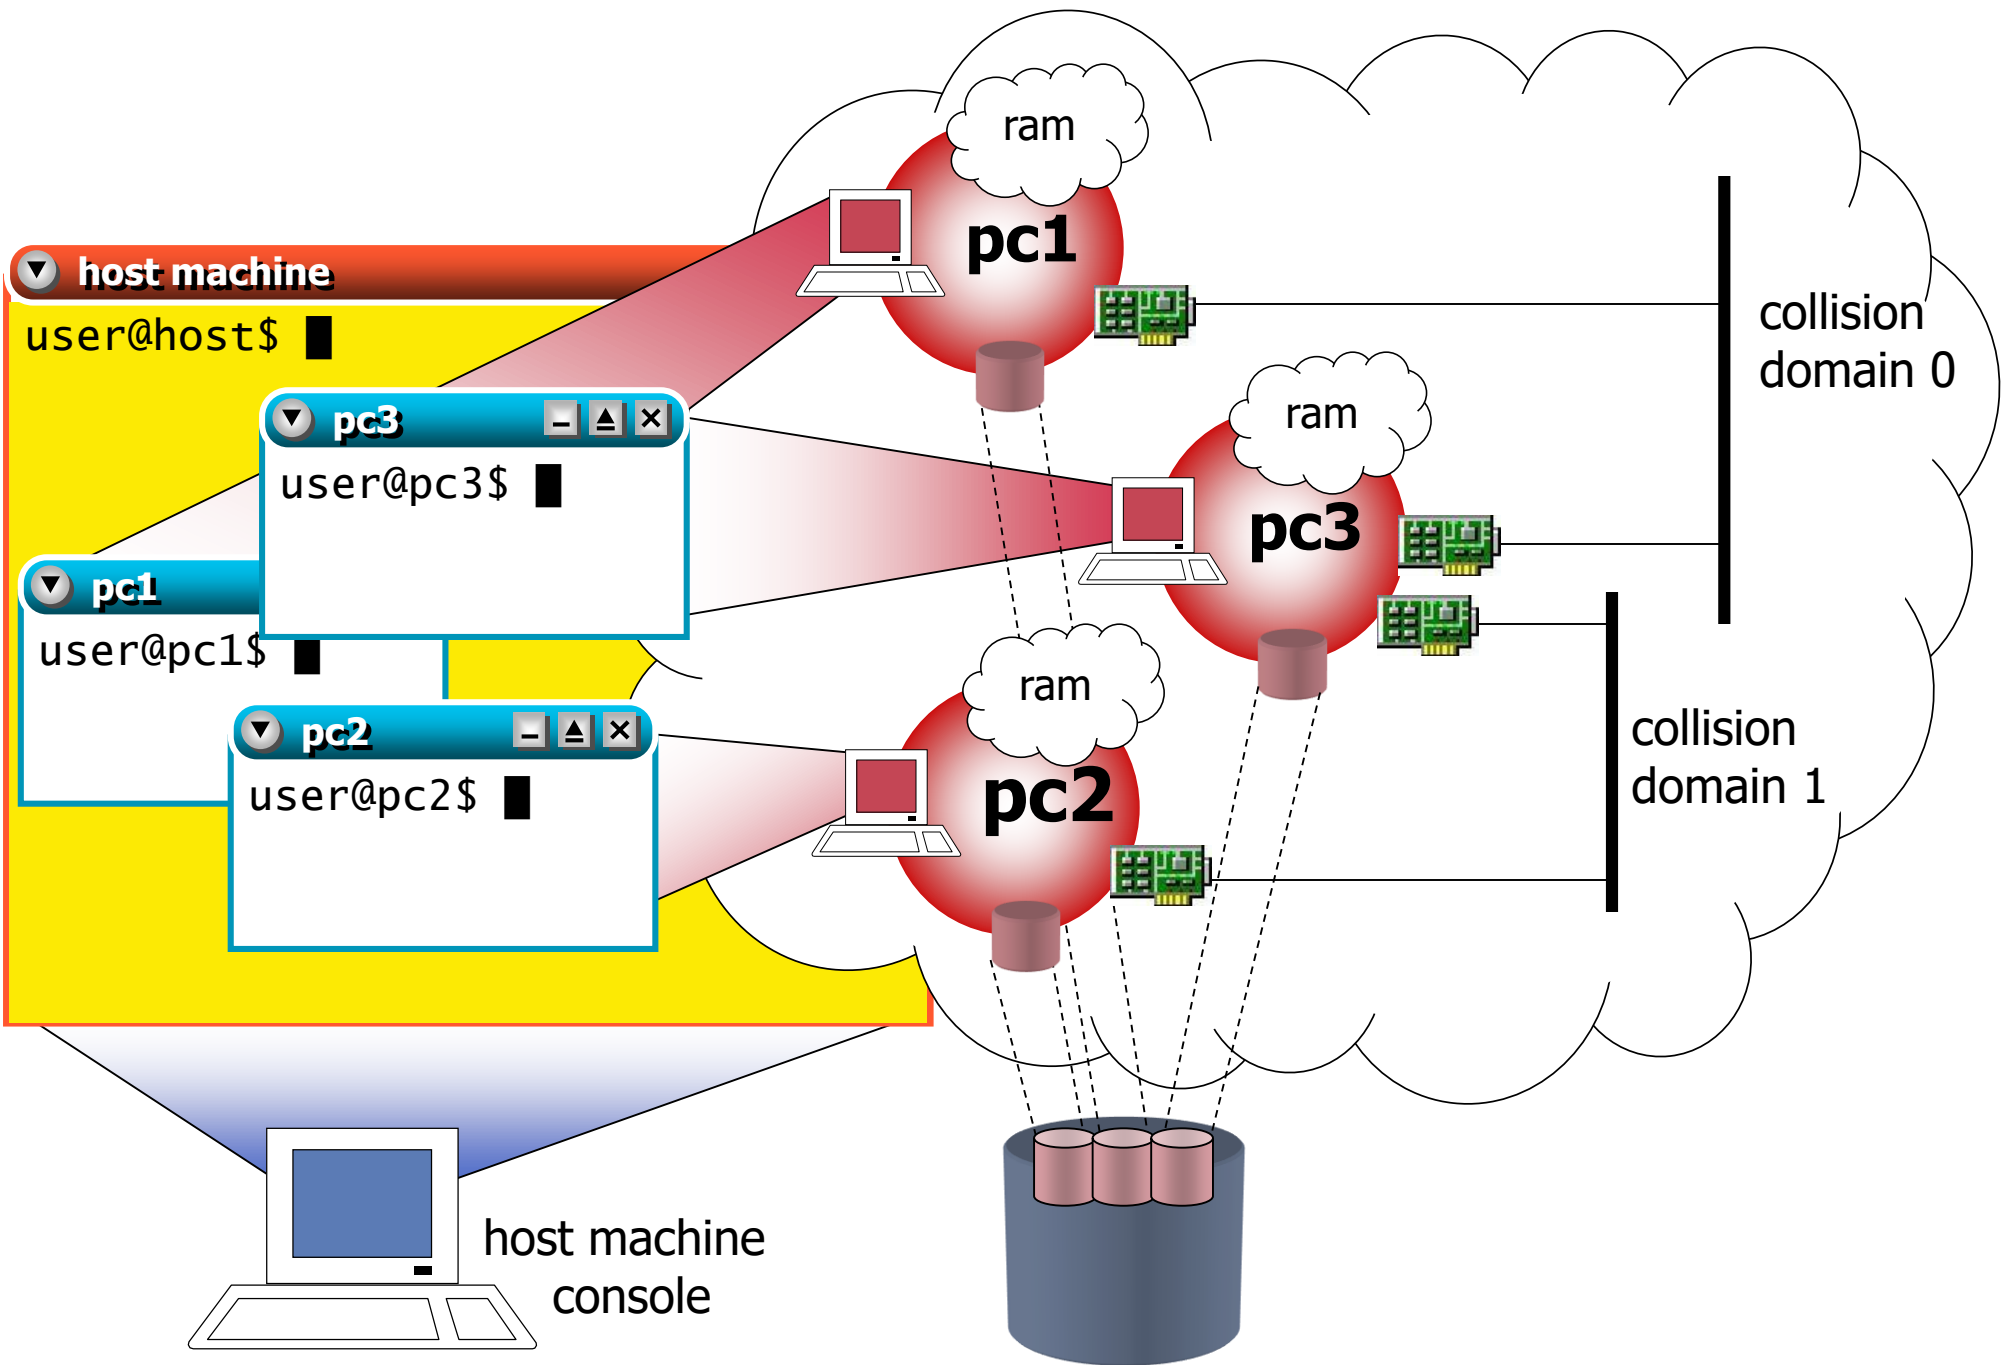 ram
pc1
host machine
user@host$
collision
domain 0
pc3
user@pc3$
ram
pc3
pc1
user@pc1$
ram
pc2
user@pc2$
pc2
collision
domain 1
host machine
console